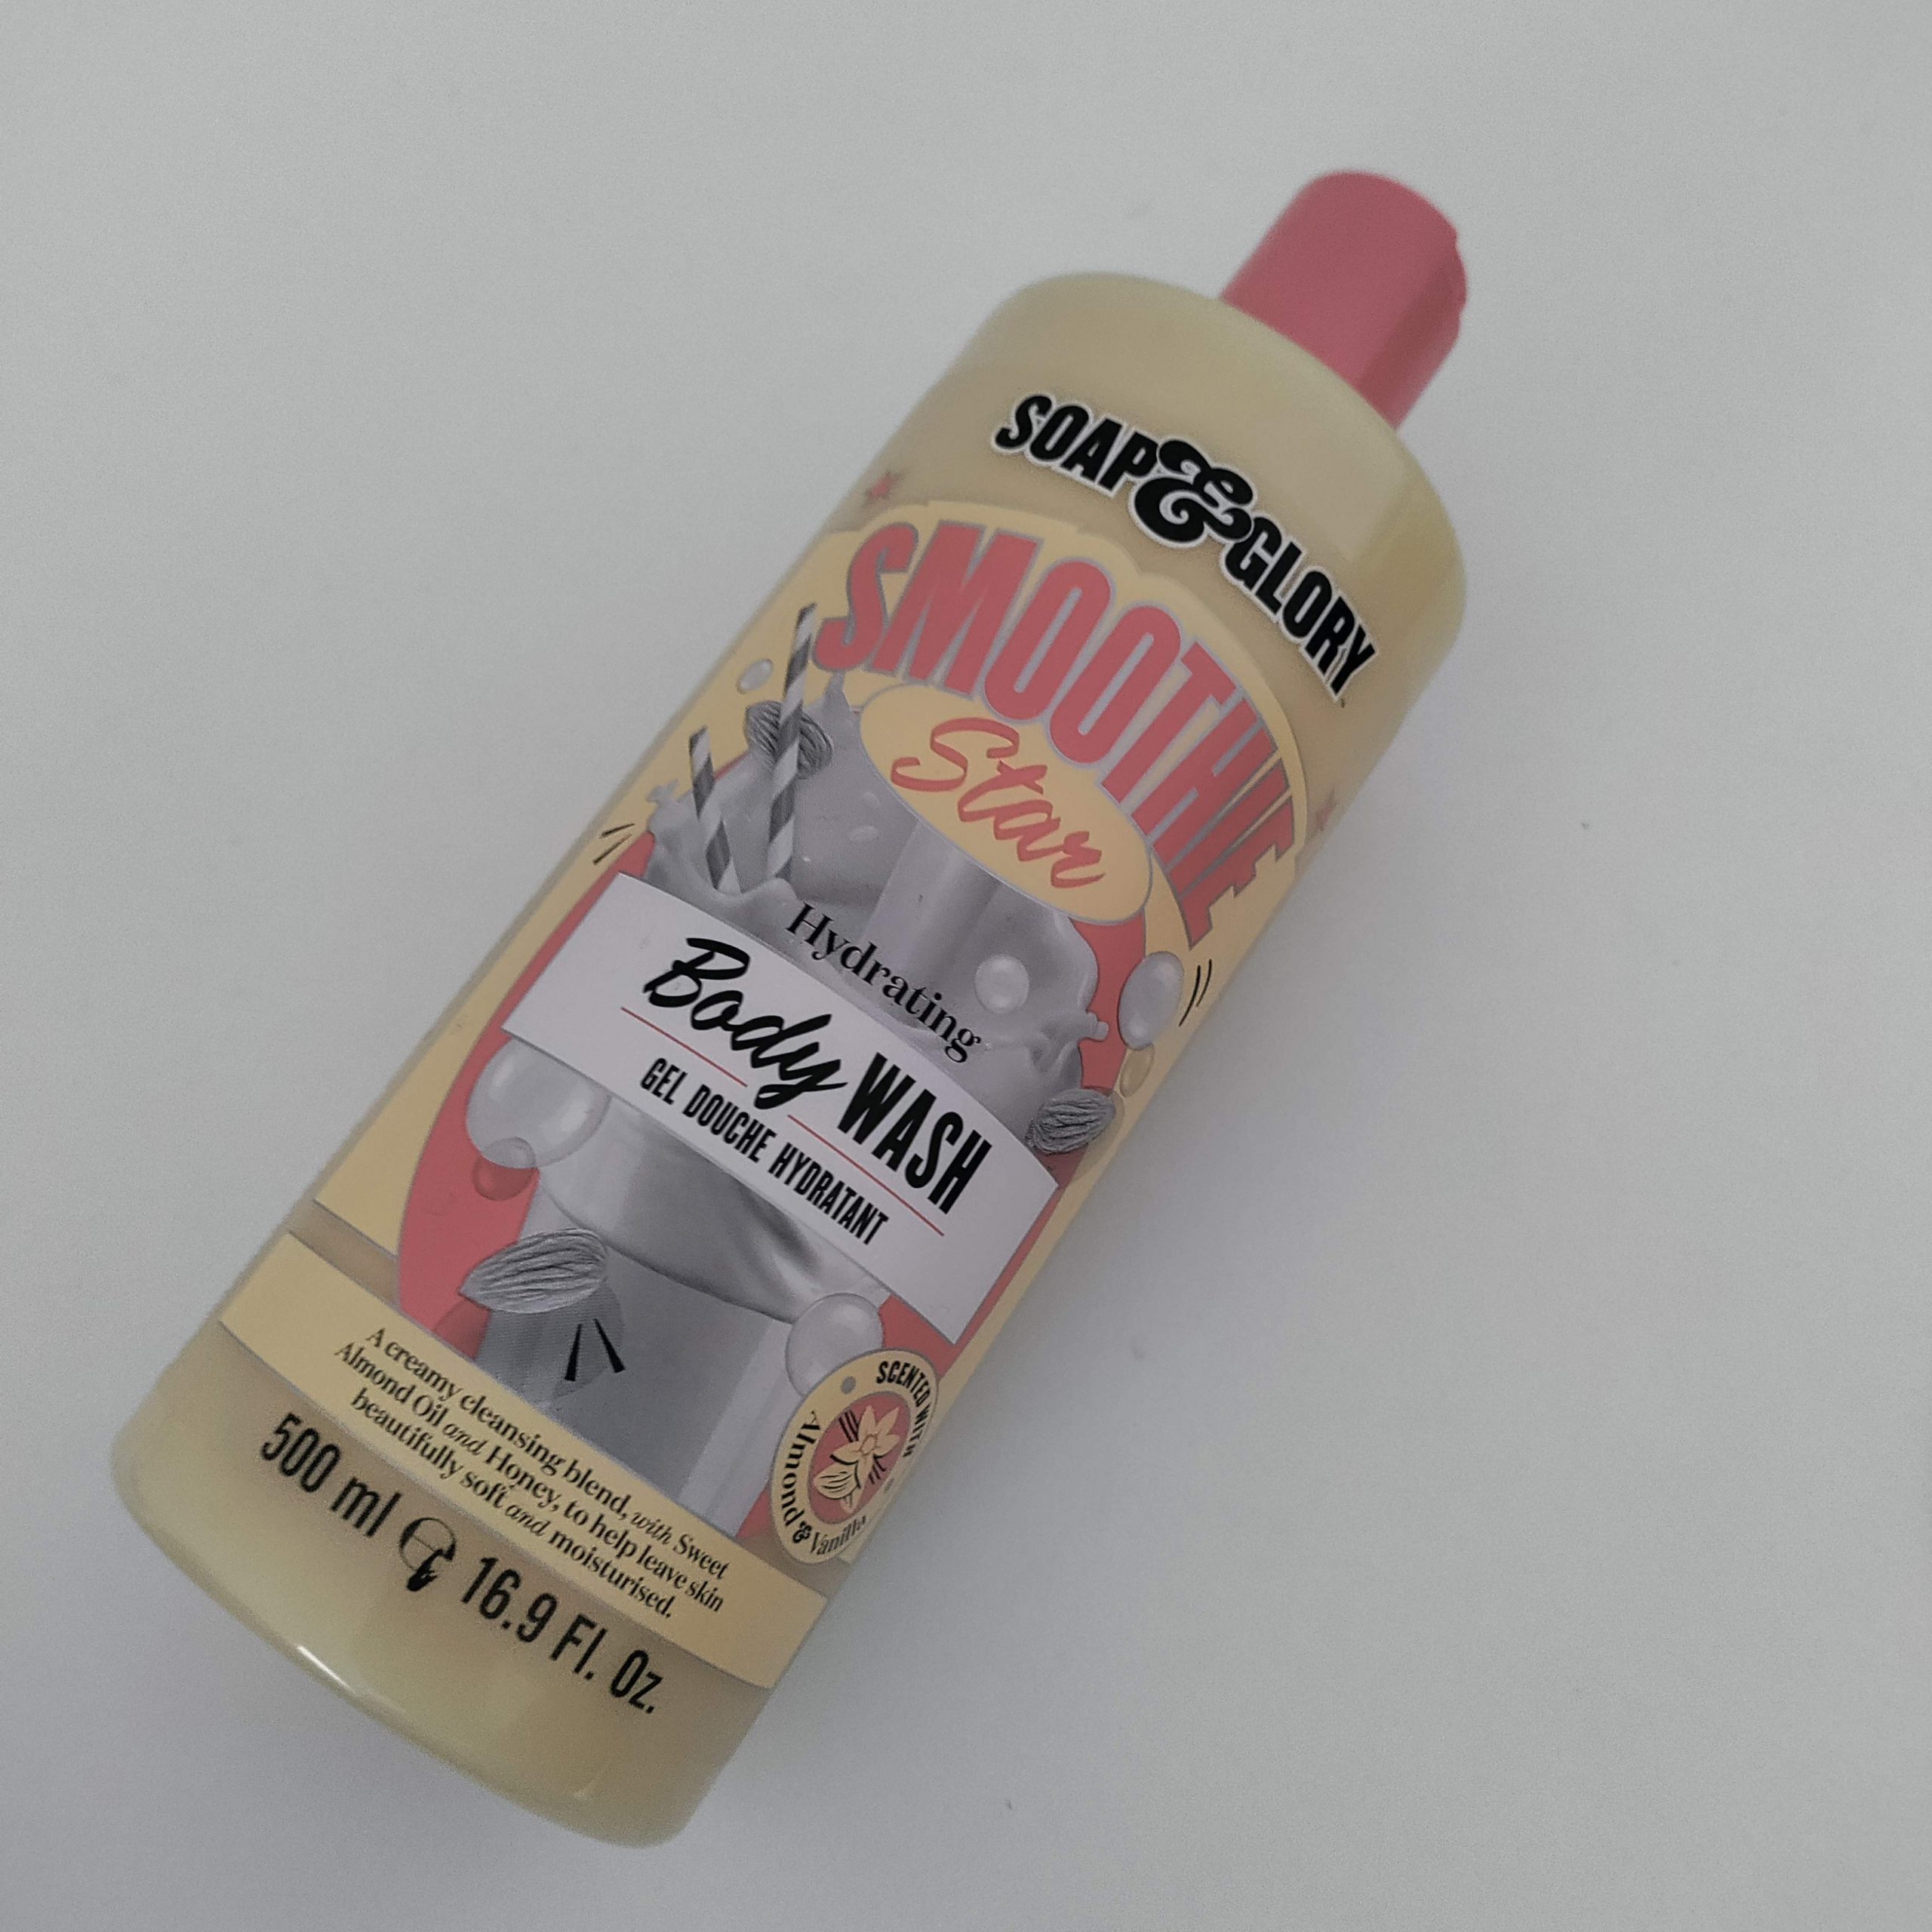 SOAP & GLORY
SMOOTHIE
Star
Hydrating
Body WASH
GEL DOUCHE HYDRATANT
SCENTED WITH
Almond & Vanilla
A creamy cleansing blend, with Sweet
Almond Oil and Honey, to help leave skin
beautifully soft and moisturised.
500 ml ℮ 16.9 Fl. Oz.